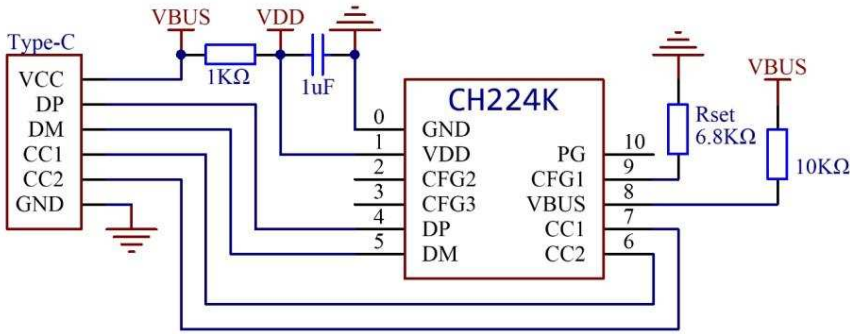 VBUS
VDD
Type-C
1KΩ
1uF
VCC
DP
DM
CC1
CC2
GND
CH224K
0
GND
1
VDD
2
CFG2
3
CFG3
4
DP
5
DM
PG
10
CFG1
9
VBUS
8
CC1
7
CC2
6
Rset
6.8KΩ
VBUS
10KΩ